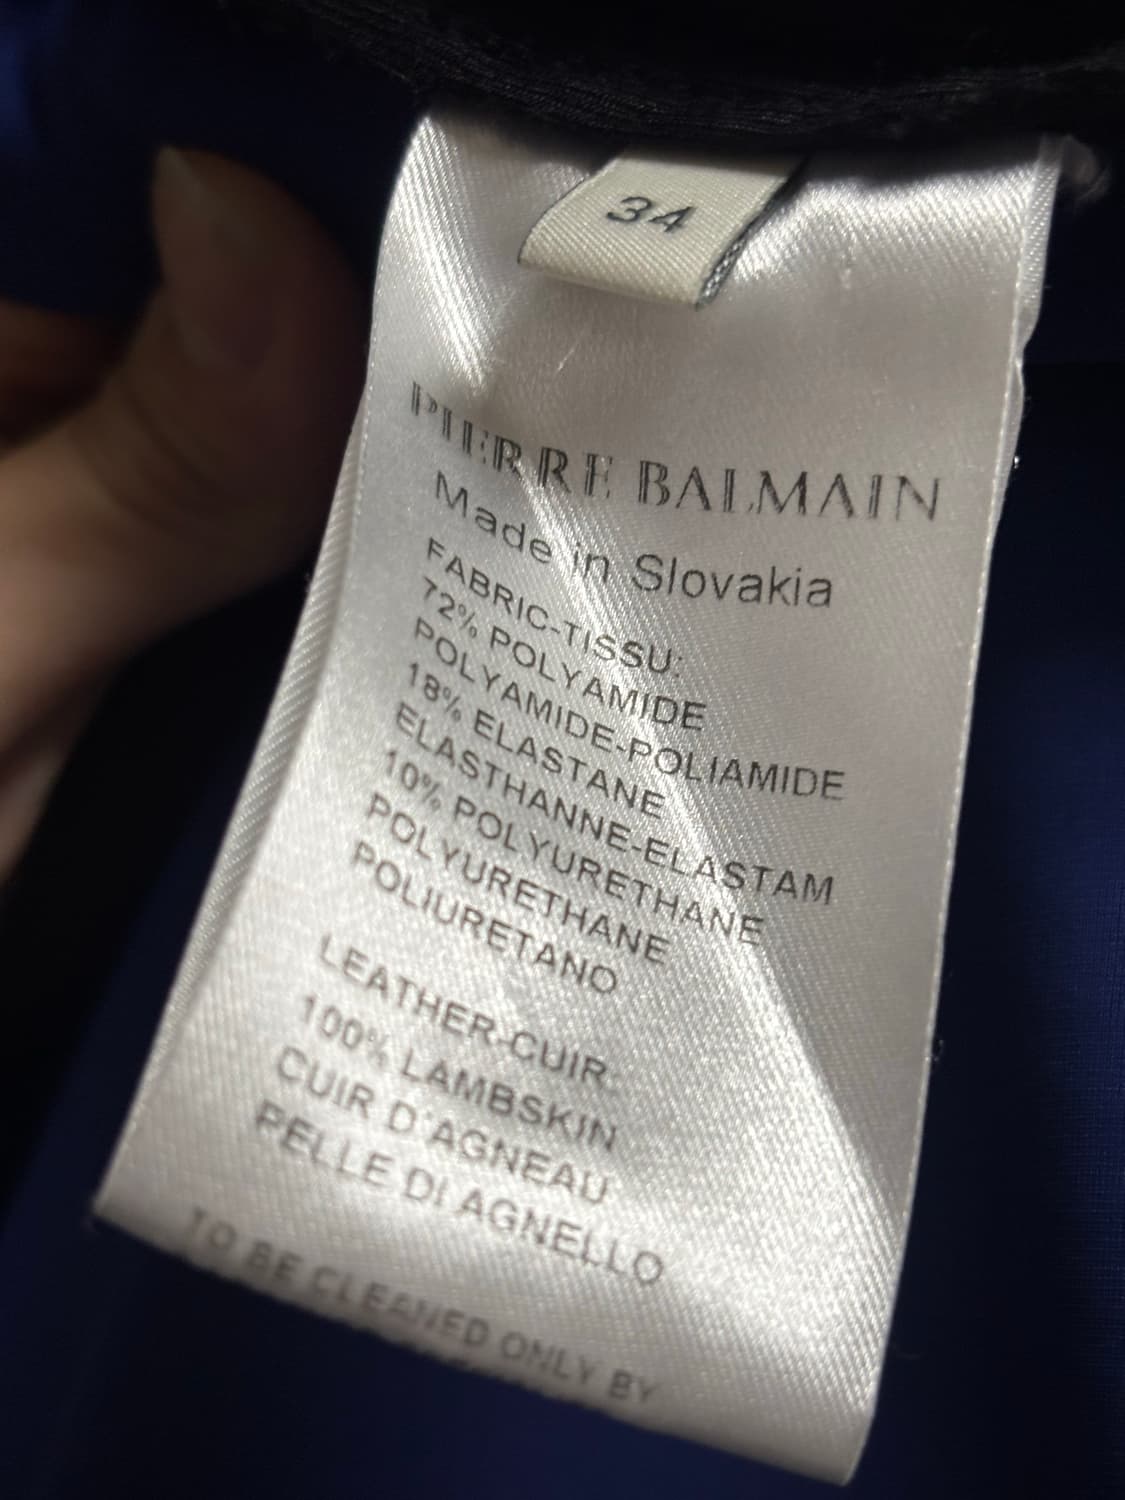 34
PIERRE BALMAIN
Made in Slovakia
FABRIC-TISSU:
72% POLYAMIDE
POLYAMIDE-POLIAMIDE
18% ELASTANE
ELASTHANNE-ELASTAM
10% POLYURETHANE
POLYURETHANE
POLIURETANO
LEATHER-CUIR:
100% LAMBSKIN
CUIR D'AGNEAU
PELLE DI AGNELLO
TO BE CLEANED ONLY BY